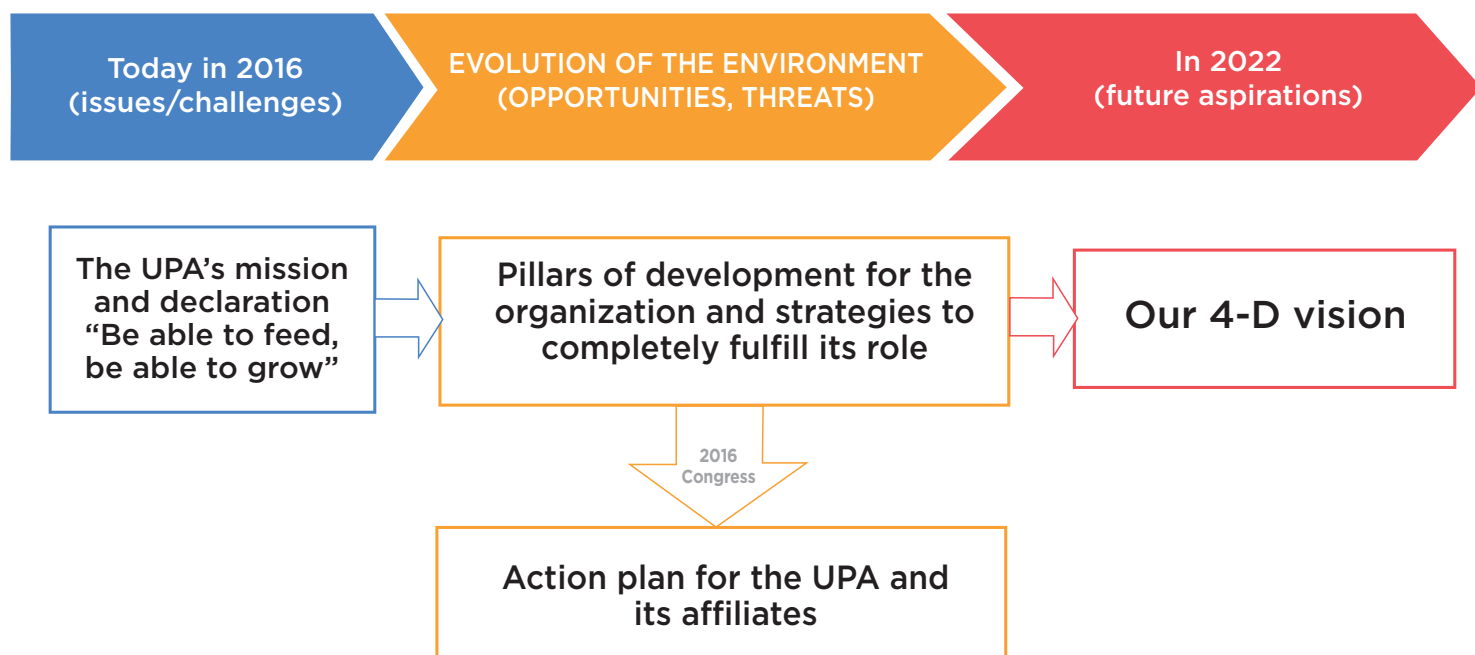 Today in 2016
(issues/challenges)
EVOLUTION OF THE ENVIRONMENT
(OPPORTUNITIES, THREATS)
In 2022
(future aspirations)
The UPA’s mission
and declaration
“Be able to feed,
be able to grow”
Pillars of development for the
organization and strategies to
completely fulfill its role
Our 4-D vision
2016
Congress
Action plan for the UPA and
its affiliates